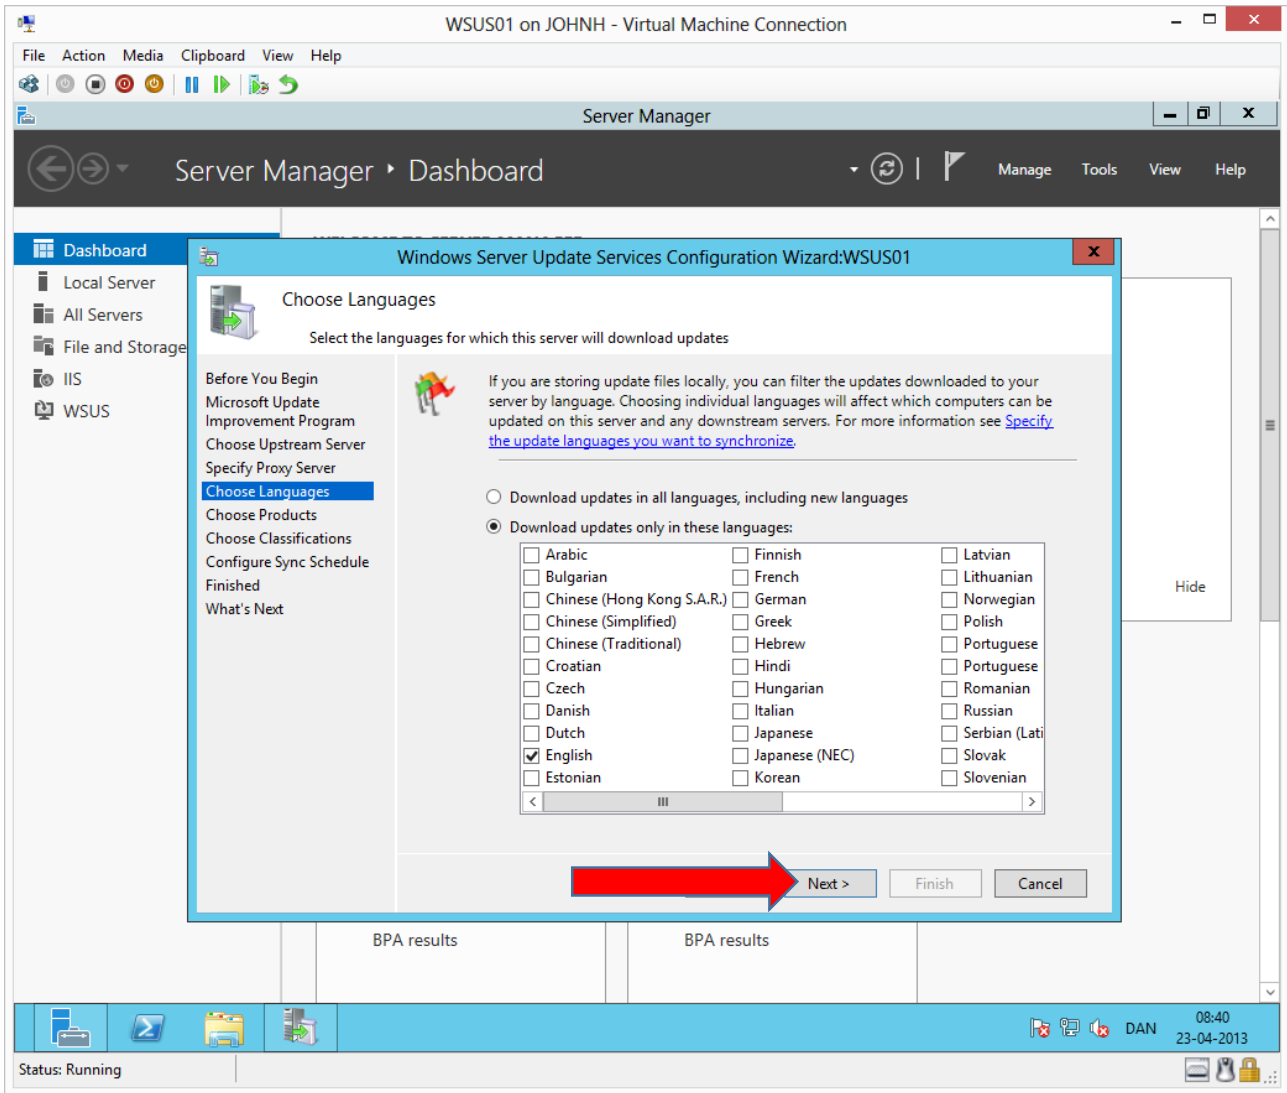 WSUS01 on JOHNH - Virtual Machine Connection
File Action Media Clipboard View Help
Server Manager
Server Manager ‣ Dashboard
Manage Tools View Help
Dashboard
Local Server
All Servers
File and Storage
IIS
WSUS
Windows Server Update Services Configuration Wizard:WSUS01
Choose Languages
Select the languages for which this server will download updates
Before You Begin
Microsoft Update
Improvement Program
Choose Upstream Server
Specify Proxy Server
Choose Languages
Choose Products
Choose Classifications
Configure Sync Schedule
Finished
What's Next
If you are storing update files locally, you can filter the updates downloaded to your
server by language. Choosing individual languages will affect which computers can be
updated on this server and any downstream servers. For more information see Specify
the update languages you want to synchronize.
Download updates in all languages, including new languages
Download updates only in these languages:
Arabic Finnish Latvian
Bulgarian French Lithuanian
Chinese (Hong Kong S.A.R.) German Norwegian
Chinese (Simplified) Greek Polish
Chinese (Traditional) Hebrew Portuguese
Croatian Hindi Portuguese
Czech Hungarian Romanian
Danish Italian Russian
Dutch Japanese Serbian (Lati
English Japanese (NEC) Slovak
Estonian Korean Slovenian
Next > Finish Cancel
Hide
BPA results BPA results
DAN
08:40
23-04-2013
Status: Running